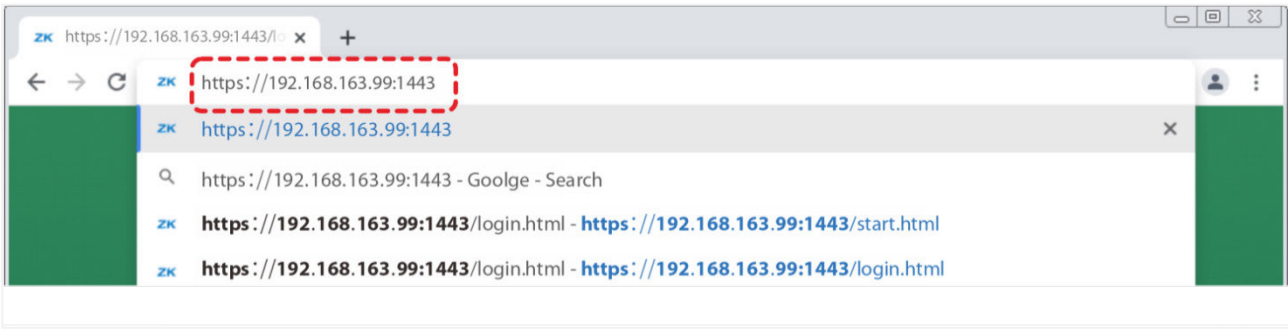 ZK https://192.168.163.99:1443/lo
ZK https://192.168.163.99:1443
ZK https://192.168.163.99:1443
https://192.168.163.99:1443 - Goolge - Search
ZK https://192.168.163.99:1443/login.html - https://192.168.163.99:1443/start.html
ZK https://192.168.163.99:1443/login.html - https://192.168.163.99:1443/login.html